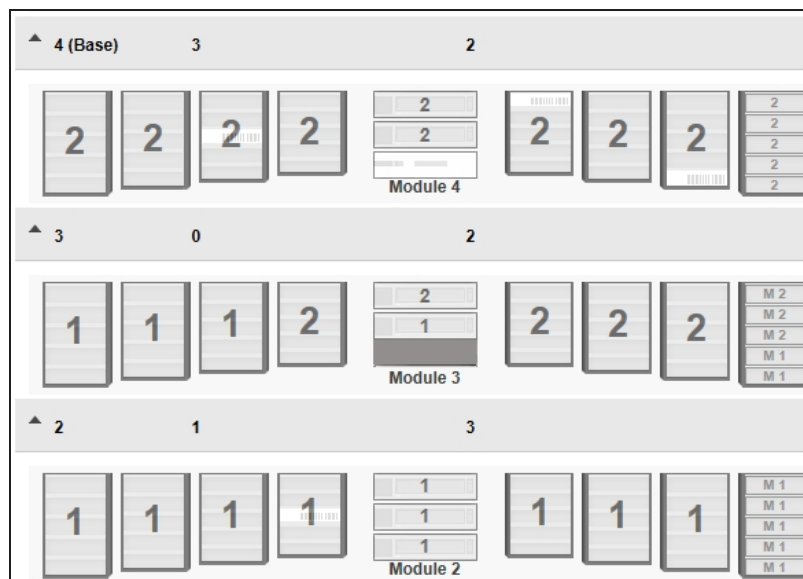 4 (Base) 3 2
2 2 2 2 2 2 2 2 2
2 2
2
2
2
2
Module 4
3 0 2
1 1 1 2 2 1 2 2 2
M 2
M 2
M 2
M 1
M 1
Module 3
2 1 3
1 1 1 1 1 1 1 1 1
M 1
M 1
M 1
M 1
M 1
1
Module 2